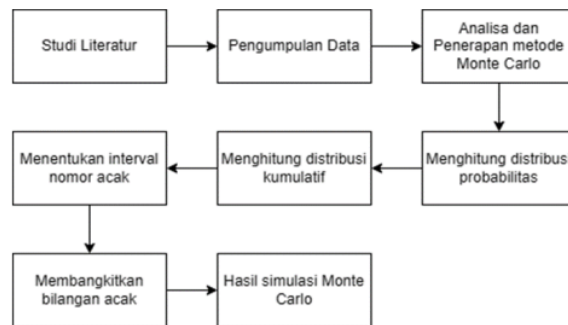 Studi Literatur
Pengumpulan Data
Analisa dan
Penerapan metode
Monte Carlo
Menghitung distribusi
probabilitas
Menghitung distribusi
kumulatif
Menentukan interval
nomor acak
Membangkitkan
bilangan acak
Hasil simulasi Monte
Carlo